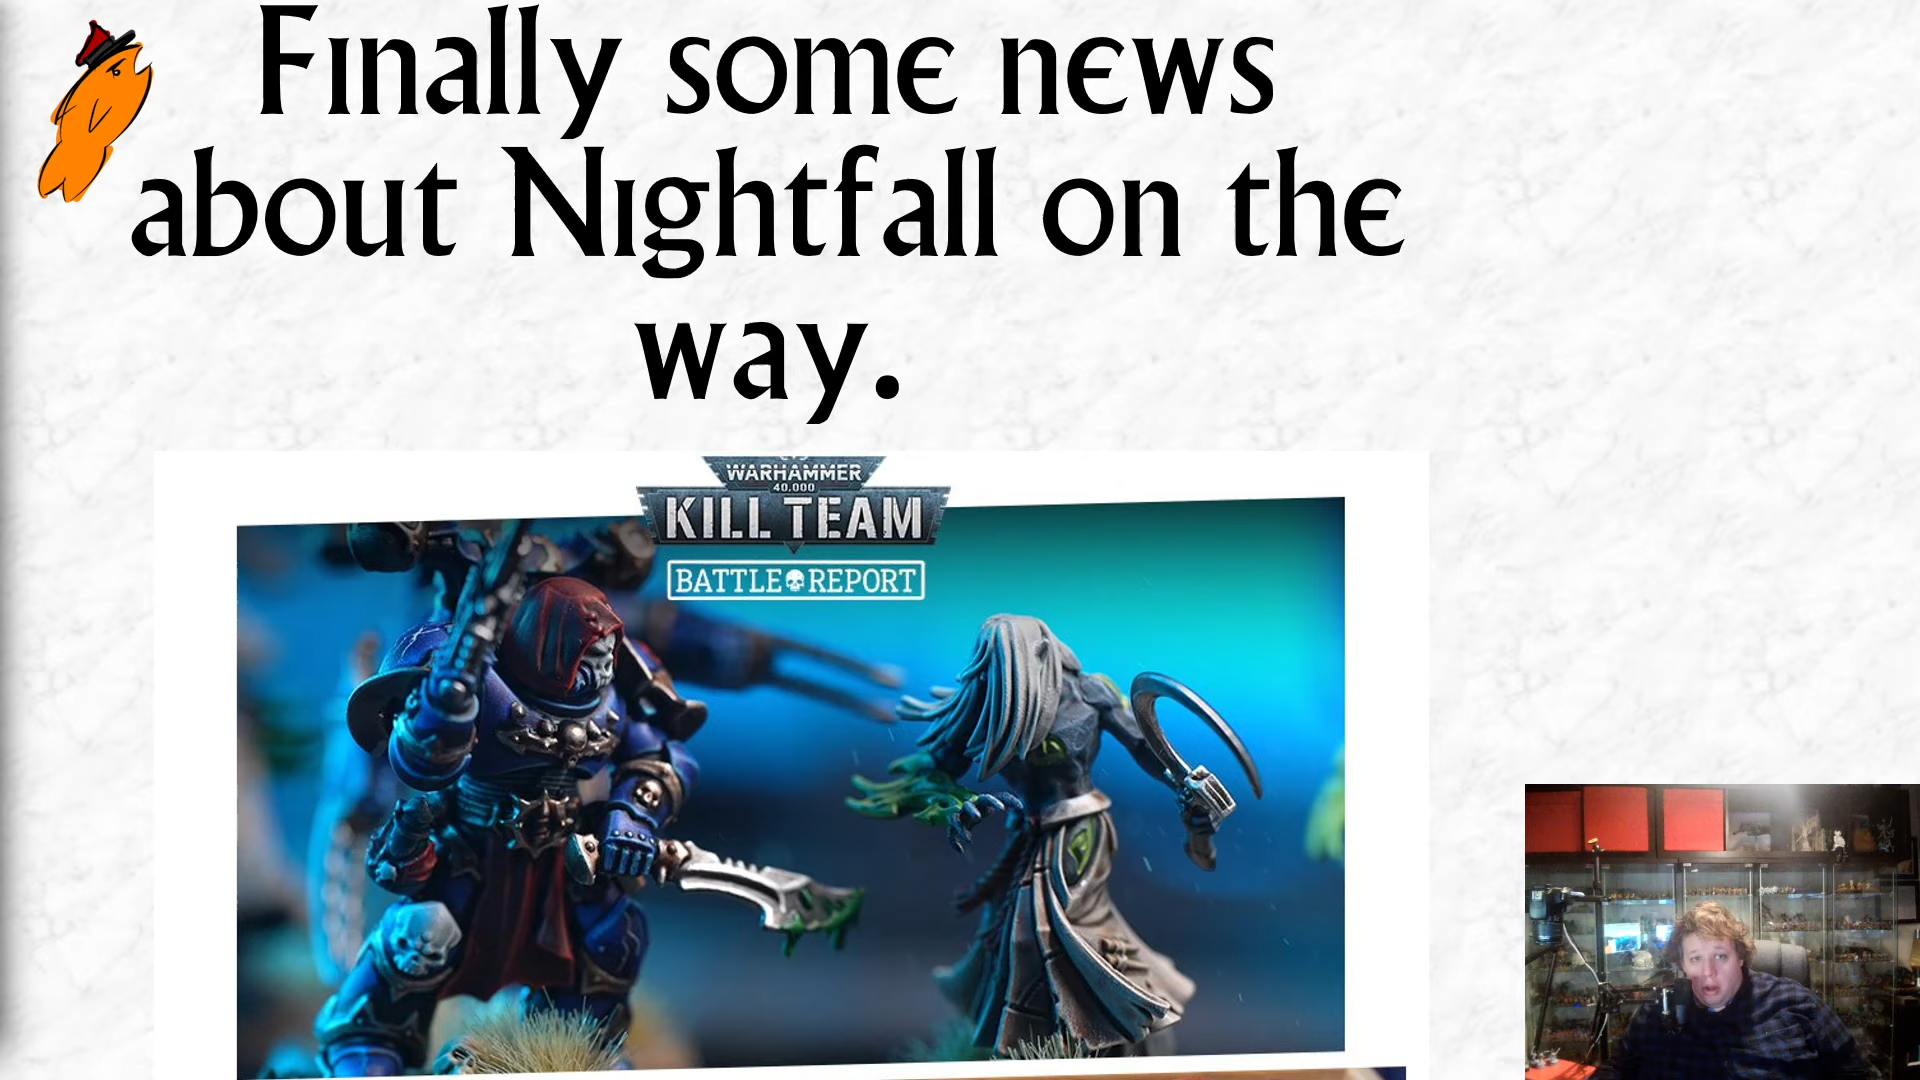 Finally some news
about Nightfall on the
way.
WARHAMMER
40,000
KILL TEAM
BATTLE REPORT